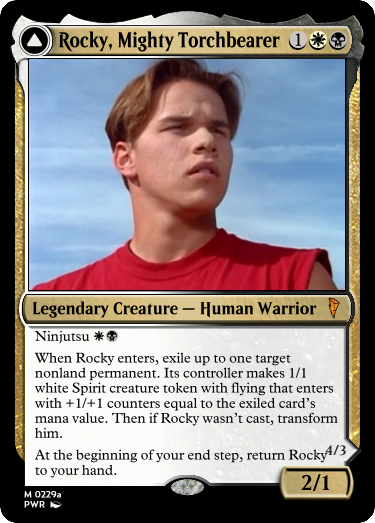 Rocky, Mighty Torchbearer 1
Legendary Creature — Human Warrior
Ninjutsu
When Rocky enters, exile up to one target
nonland permanent. Its controller makes 1/1
white Spirit creature token with flying that enters
with +1/+1 counters equal to the exiled card's
mana value. Then if Rocky wasn't cast, transform
him.
At the beginning of your end step, return Rocky
to your hand.
4/3
2/1
M 0229a
PWR